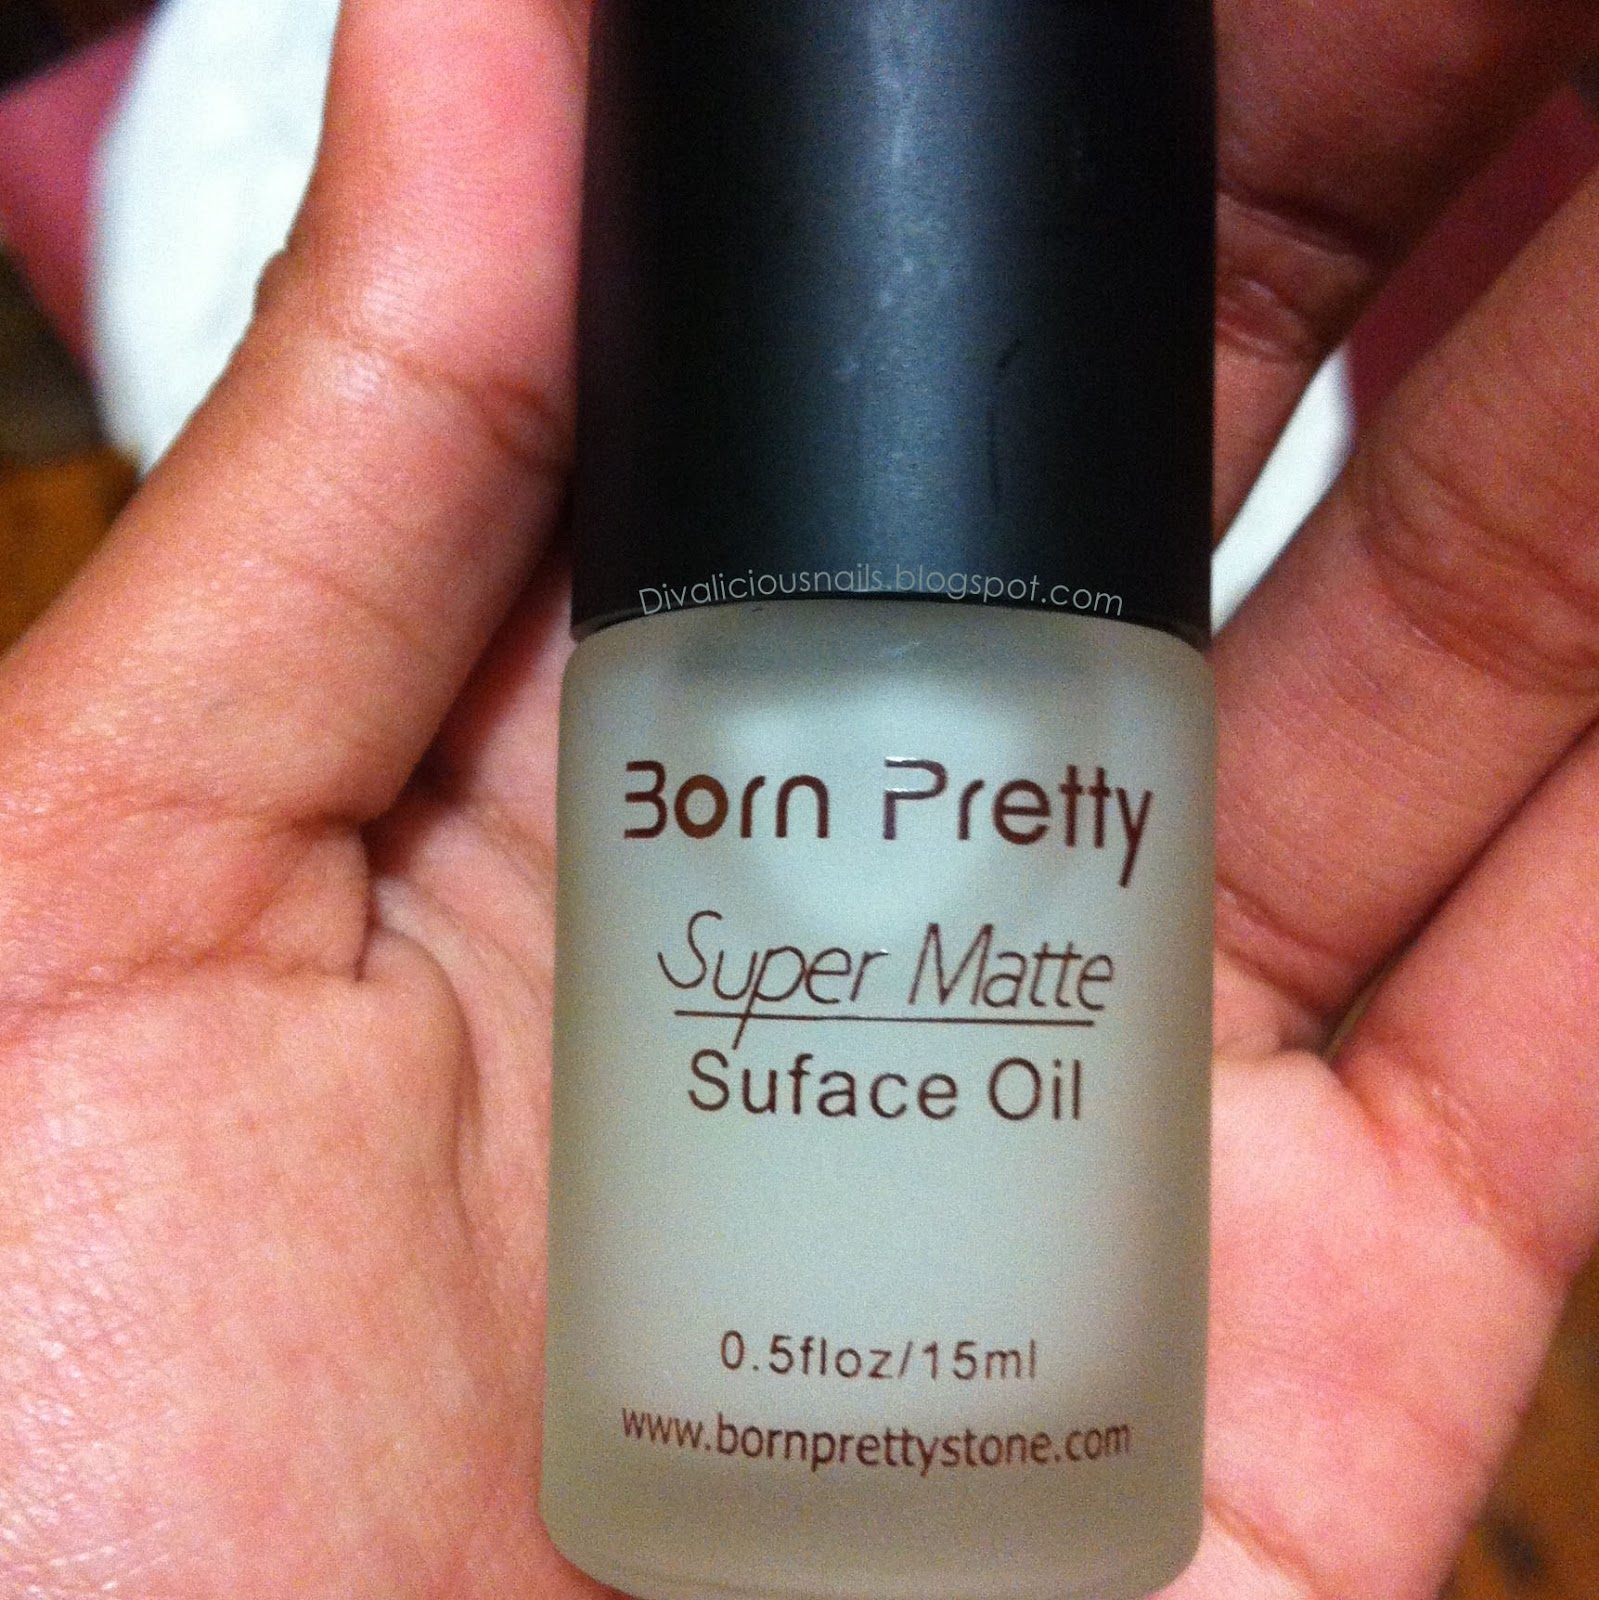 Divaliciousnails.blogspot.com
Born Pretty
Super Matte
Suface Oil
0.5floz/15ml
www.bornprettystone.com